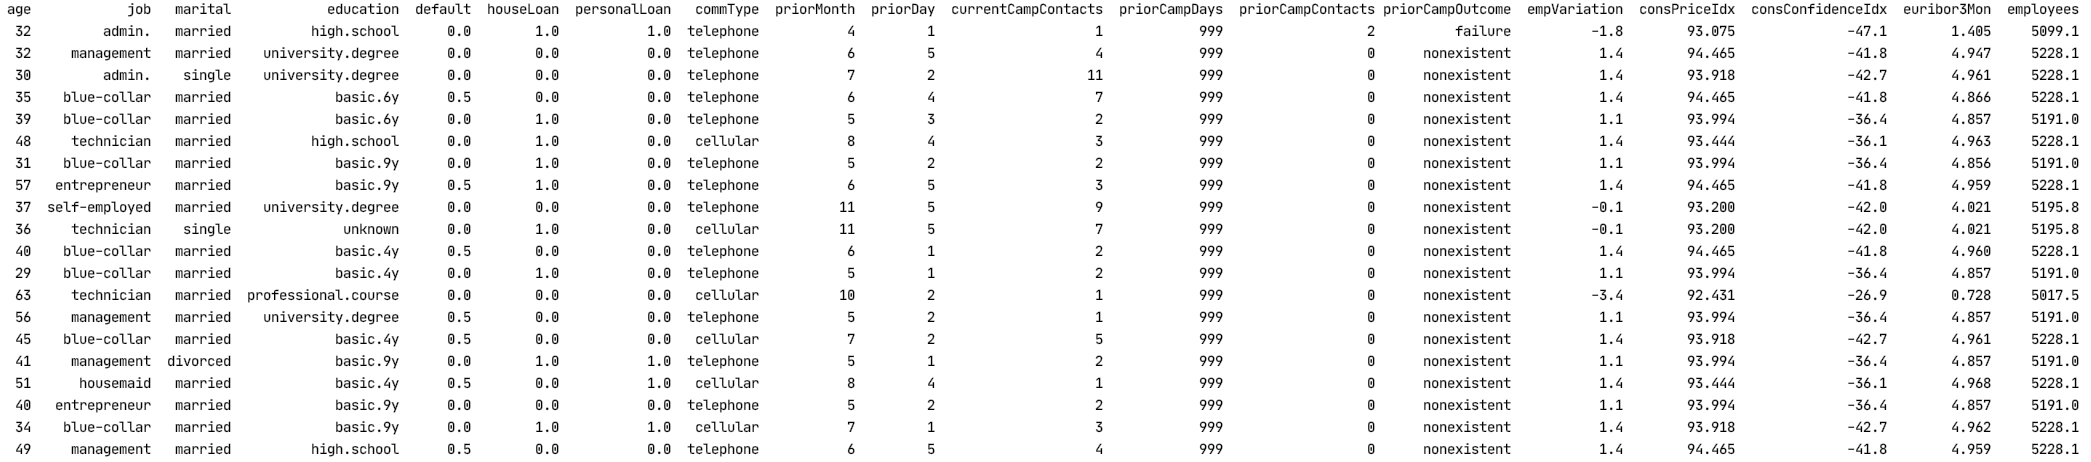 age job marital education default houseLoan personalLoan commType priorMonth priorDay currentCampContacts priorCampDays priorCampContacts priorCampOutcome empVariation consPriceIdx consConfidenceIdx euribor3Mon employees
32 admin. married high.school 0.0 1.0 1.0 telephone 4 1 1 999 2 failure -1.8 93.075 -47.1 1.405 5099.1
32 management married university.degree 0.0 0.0 0.0 telephone 6 5 4 999 0 nonexistent 1.4 94.465 -41.8 4.947 5228.1
30 admin. single university.degree 0.0 0.0 0.0 telephone 7 2 11 999 0 nonexistent 1.4 93.918 -42.7 4.961 5228.1
35 blue-collar married basic.6y 0.5 0.0 0.0 telephone 6 4 7 999 0 nonexistent 1.4 94.465 -41.8 4.866 5228.1
39 blue-collar married basic.6y 0.0 1.0 0.0 telephone 5 3 2 999 0 nonexistent 1.1 93.994 -36.4 4.857 5191.0
48 technician married high.school 0.0 1.0 0.0 cellular 8 4 3 999 0 nonexistent 1.4 93.444 -36.1 4.963 5228.1
31 blue-collar married basic.9y 0.0 1.0 0.0 telephone 5 2 2 999 0 nonexistent 1.1 93.994 -36.4 4.856 5191.0
57 entrepreneur married basic.9y 0.5 1.0 0.0 telephone 6 5 3 999 0 nonexistent 1.4 94.465 -41.8 4.959 5228.1
37 self-employed married university.degree 0.0 0.0 0.0 telephone 11 5 9 999 0 nonexistent -0.1 93.200 -42.0 4.021 5195.8
36 technician single unknown 0.0 1.0 0.0 cellular 11 5 7 999 0 nonexistent -0.1 93.200 -42.0 4.021 5195.8
40 blue-collar married basic.4y 0.5 0.0 0.0 telephone 6 1 2 999 0 nonexistent 1.4 94.465 -41.8 4.960 5228.1
29 blue-collar married basic.4y 0.0 1.0 0.0 telephone 5 1 2 999 0 nonexistent 1.1 93.994 -36.4 4.857 5191.0
63 technician married professional.course 0.0 0.0 0.0 cellular 10 2 1 999 0 nonexistent -3.4 92.431 -26.9 0.728 5017.5
56 management married university.degree 0.5 0.0 0.0 telephone 5 2 1 999 0 nonexistent 1.1 93.994 -36.4 4.857 5191.0
45 blue-collar married basic.4y 0.5 0.0 0.0 cellular 7 2 5 999 0 nonexistent 1.4 93.918 -42.7 4.961 5228.1
41 management divorced basic.9y 0.0 1.0 1.0 telephone 5 1 2 999 0 nonexistent 1.1 93.994 -36.4 4.857 5191.0
51 housemaid married basic.4y 0.5 0.0 1.0 cellular 8 4 1 999 0 nonexistent 1.4 93.444 -36.1 4.968 5228.1
40 entrepreneur married basic.9y 0.0 0.0 0.0 telephone 5 2 2 999 0 nonexistent 1.1 93.994 -36.4 4.857 5191.0
34 blue-collar married basic.9y 0.0 1.0 1.0 cellular 7 1 3 999 0 nonexistent 1.4 93.918 -42.7 4.962 5228.1
49 management married high.school 0.5 0.0 0.0 telephone 6 5 4 999 0 nonexistent 1.4 94.465 -41.8 4.959 5228.1